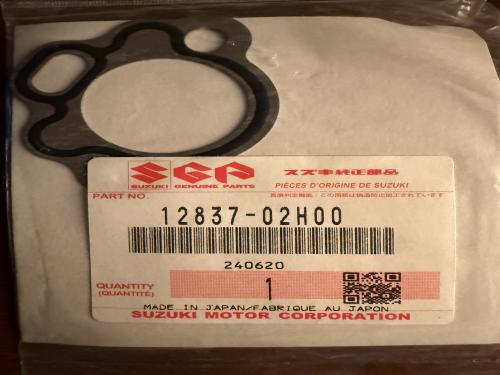 SGP
スズキ純正部品
SUZUKI GENUINE PARTS
PIÈCES D'ORIGINE DE SUZUKI
PART NO.
12837-02H00
240620
QUANTITY
(QUANTITÉ)
1
MADE IN JAPAN/FABRIQUE AU JAPON
SUZUKI MOTOR CORPORATION